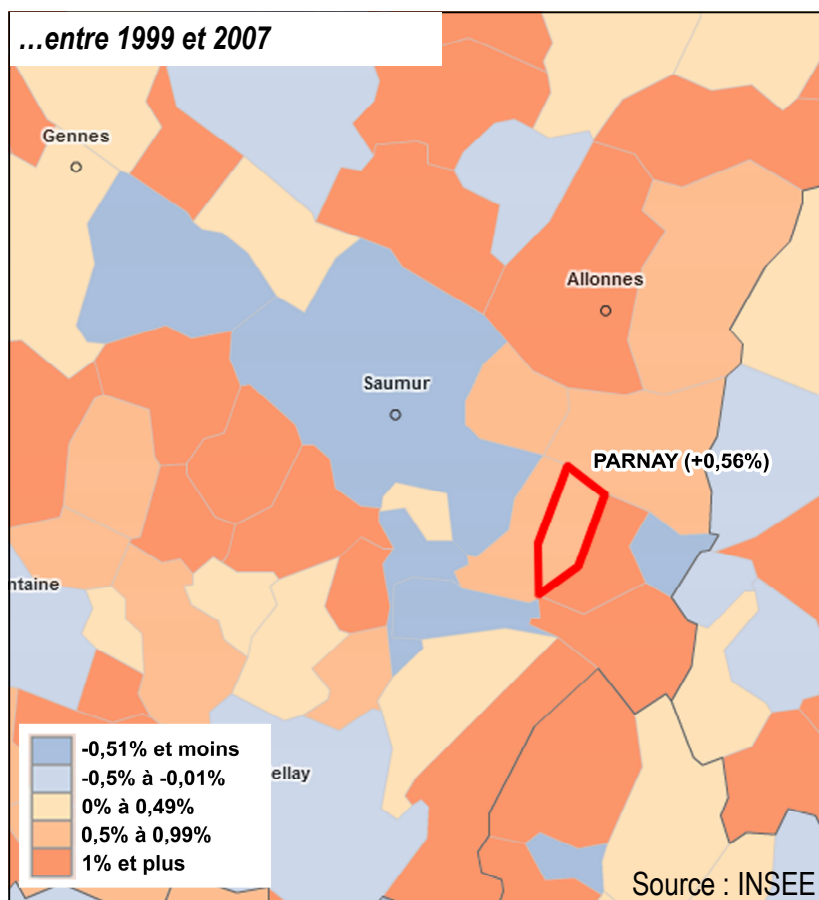 ...entre 1999 et 2007
Gennes
Allonnes
Saumur
PARNAY (+0,56%)
ntaine
ellay
-0,51% et moins
-0,5% à -0,01%
0% à 0,49%
0,5% à 0,99%
1% et plus
Source : INSEE